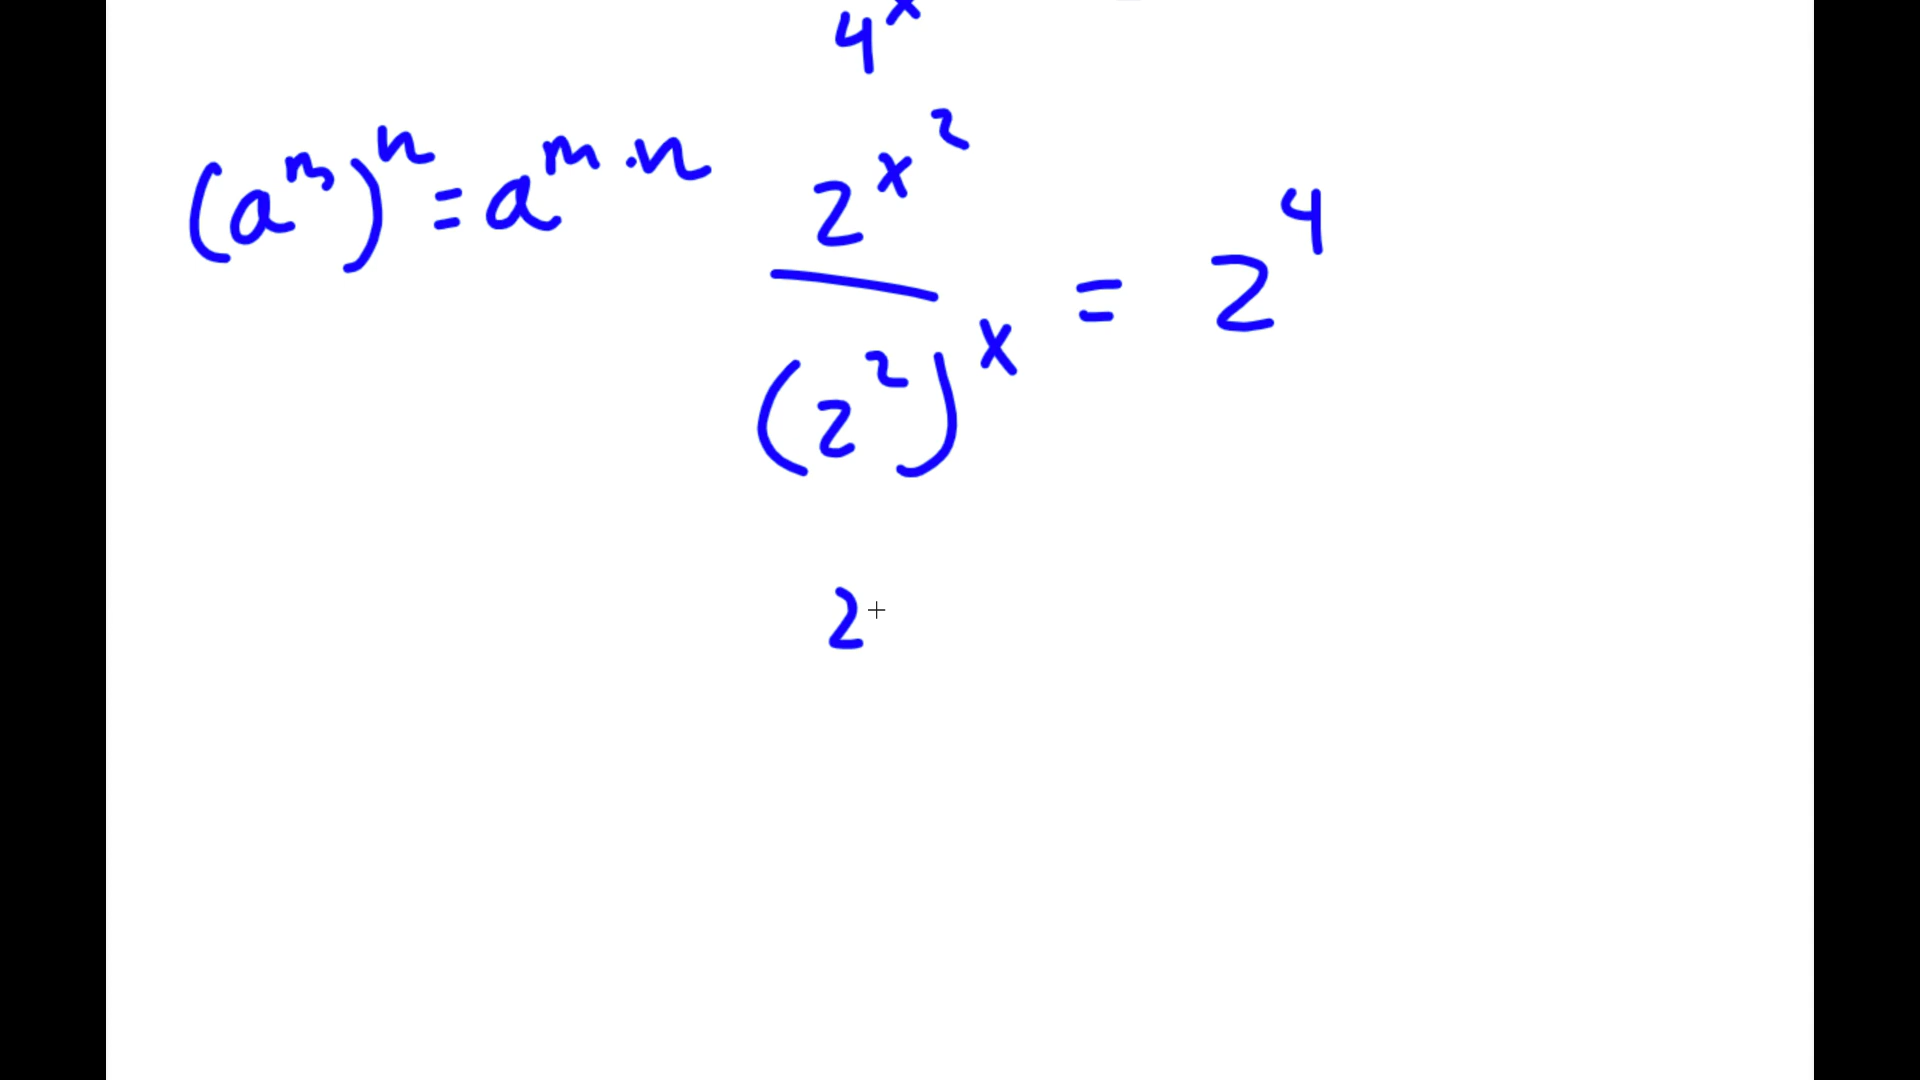 4^x
(a^m)^n = a^{m·n}
2^{x^2}
/ (2^2)^x = 2^4
2